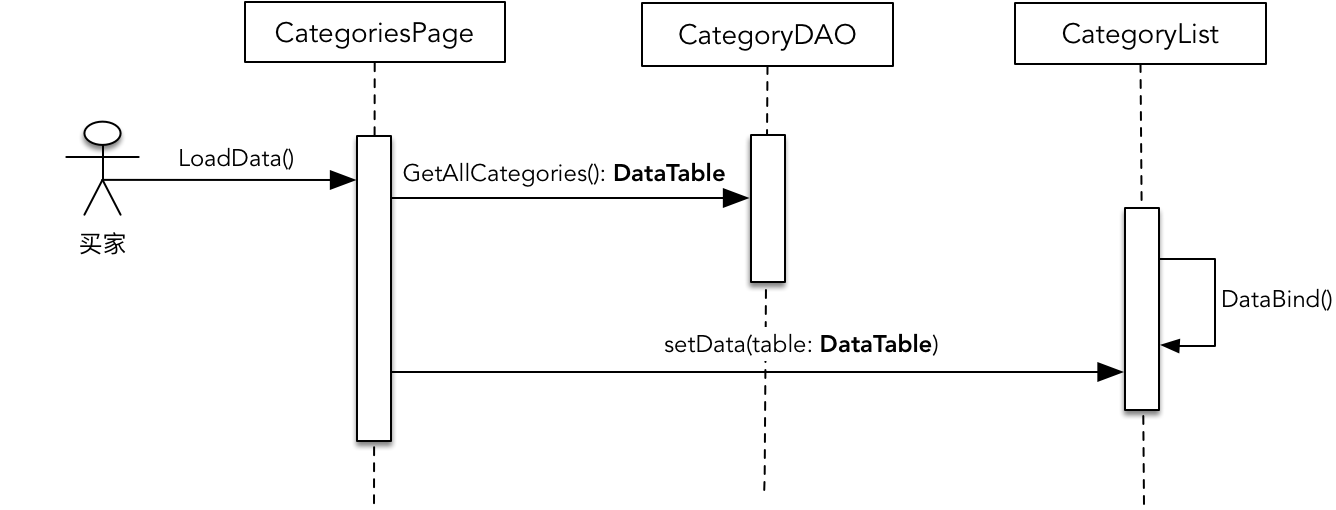 CategoriesPage
CategoryDAO
CategoryList
LoadData()
GetAllCategories(): DataTable
买家
DataBind()
setData(table: DataTable)